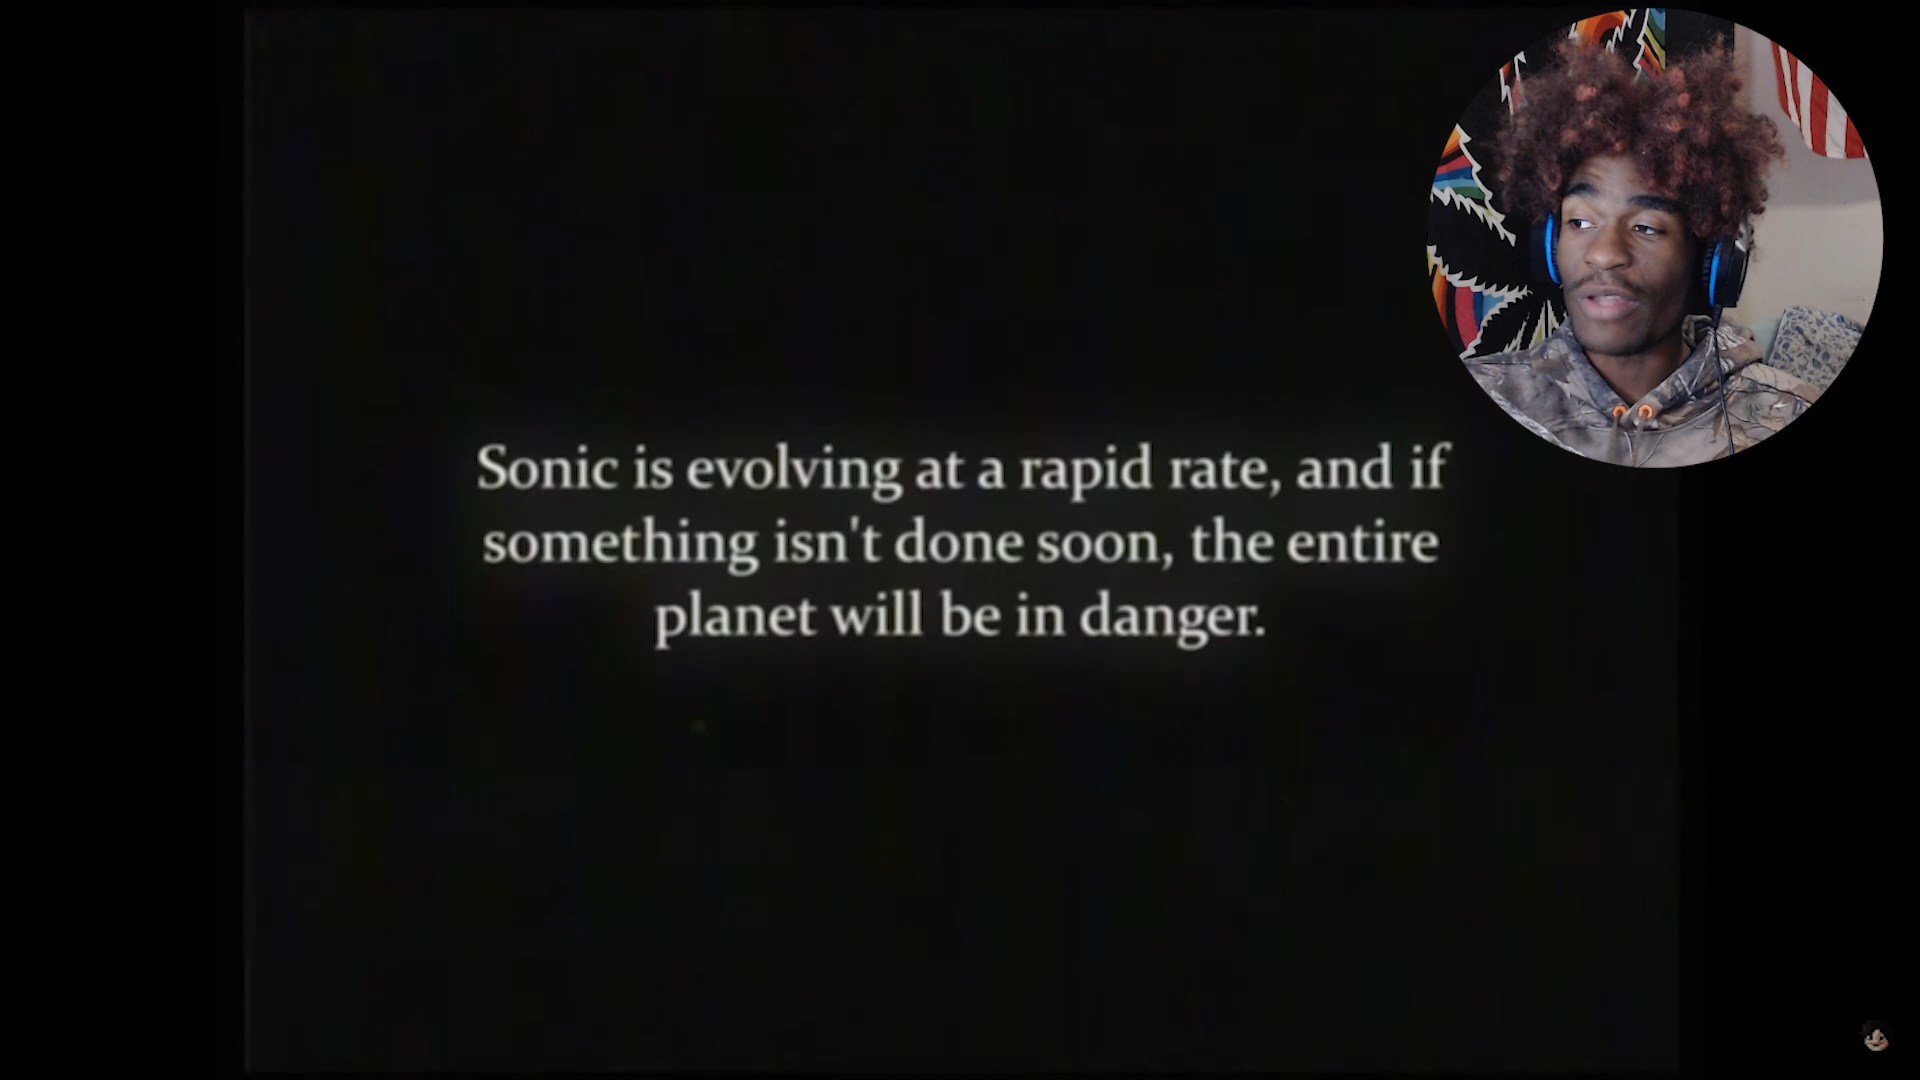 Sonic is evolving at a rapid rate, and if
something isn't done soon, the entire
planet will be in danger.